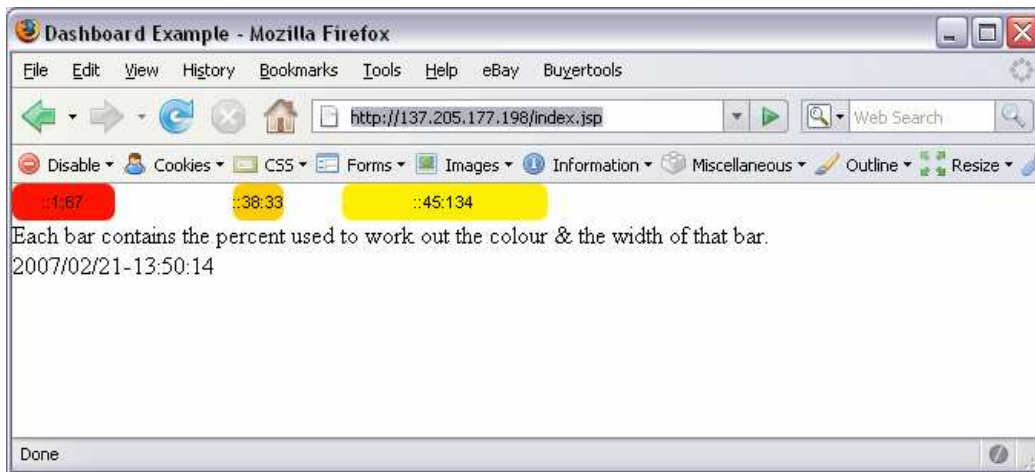 Dashboard Example - Mozilla Firefox
File Edit View History Bookmarks Tools Help eBay Buyertools
http://137.205.177.198/index.jsp Web Search
Disable Cookies CSS Forms Images Information Miscellaneous Outline Resize
::1:67 ::38:33 ::45:134
Each bar contains the percent used to work out the colour & the width of that bar.
2007/02/21-13:50:14
Done